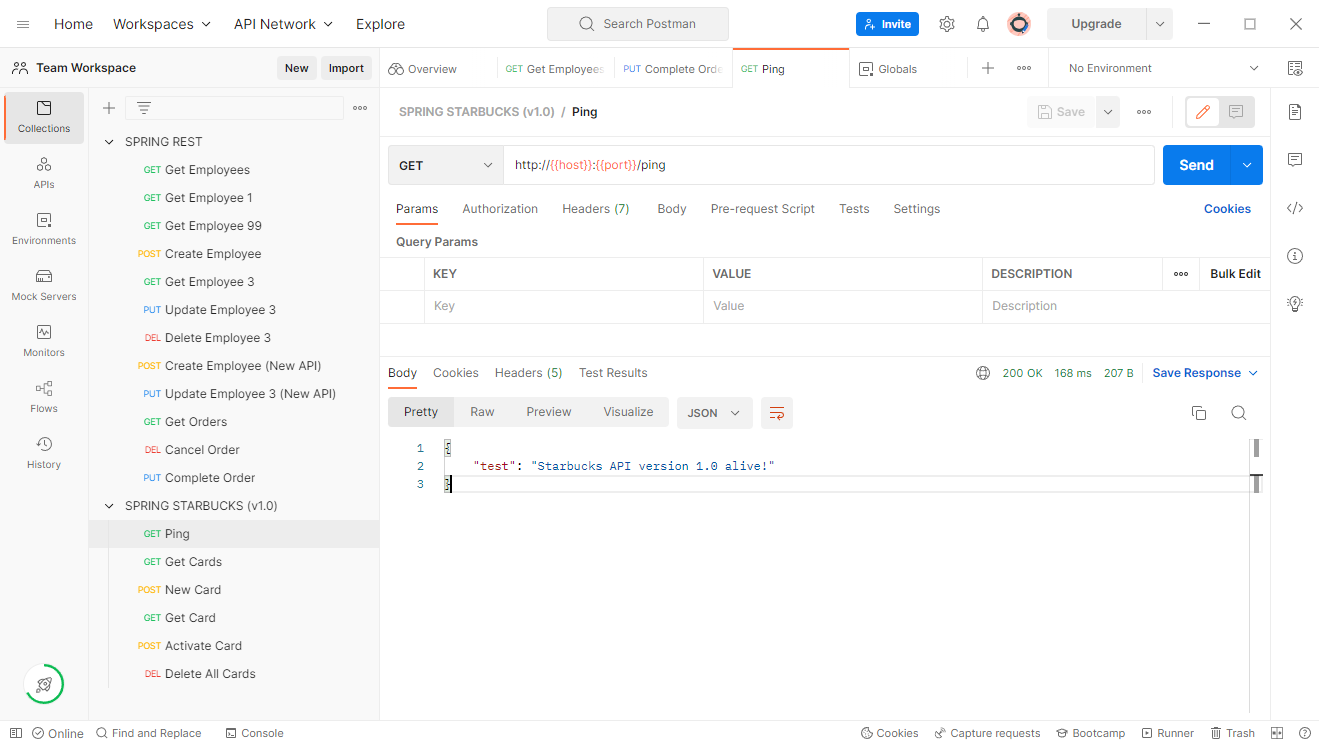 Home Workspaces API Network Explore Search Postman Invite Upgrade
Team Workspace New Import Overview GET Get Employees PUT Complete Orde GET Ping Globals No Environment
Collections
APIs
Environments
Mock Servers
Monitors
Flows
History
SPRING REST
GET Get Employees
GET Get Employee 1
GET Get Employee 99
POST Create Employee
GET Get Employee 3
PUT Update Employee 3
DEL Delete Employee 3
POST Create Employee (New API)
PUT Update Employee 3 (New API)
GET Get Orders
DEL Cancel Order
PUT Complete Order
SPRING STARBUCKS (v1.0)
GET Ping
GET Get Cards
POST New Card
GET Get Card
POST Activate Card
DEL Delete All Cards
SPRING STARBUCKS (v1.0) / Ping Save
GET http://{{host}}:{{port}}/ping Send
Params Authorization Headers (7) Body Pre-request Script Tests Settings Cookies
Query Params
KEY VALUE DESCRIPTION Bulk Edit
Key Value Description
Body Cookies Headers (5) Test Results 200 OK 168 ms 207 B Save Response
Pretty Raw Preview Visualize JSON
1 {
2 "test": "Starbucks API version 1.0 alive!"
3 }
Online Find and Replace Console Cookies Capture requests Bootcamp Runner Trash